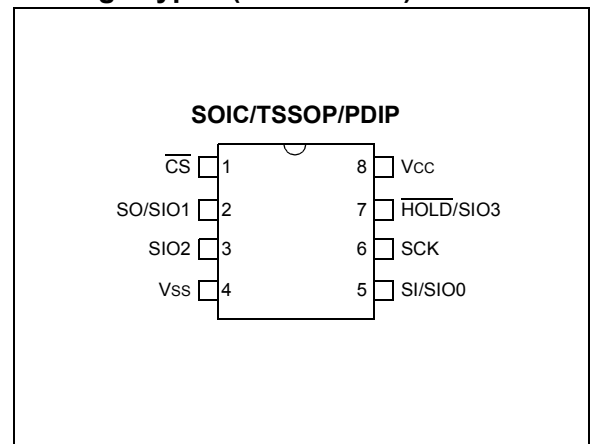 SOIC/TSSOP/PDIP
CS 1 8 Vcc
SO/SIO1 2 7 HOLD/SIO3
SIO2 3 6 SCK
Vss 4 5 SI/SIO0